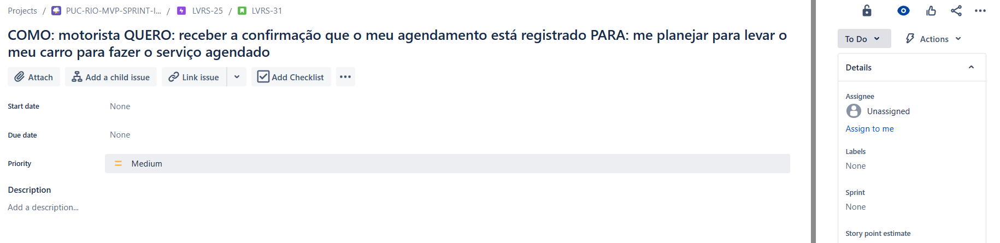 Projects / PUC-RIO-MVP-SPRINT-I... / LVRS-25 / LVRS-31
COMO: motorista QUERO: receber a confirmação que o meu agendamento está registrado PARA: me planejar para levar o
meu carro para fazer o serviço agendado
Attach Add a child issue Link issue Add Checklist
Start date None
Due date None
Priority Medium
Description
Add a description...
To Do Actions
Details
Assignee
Unassigned
Assign to me
Labels
None
Sprint
None
Story point estimate